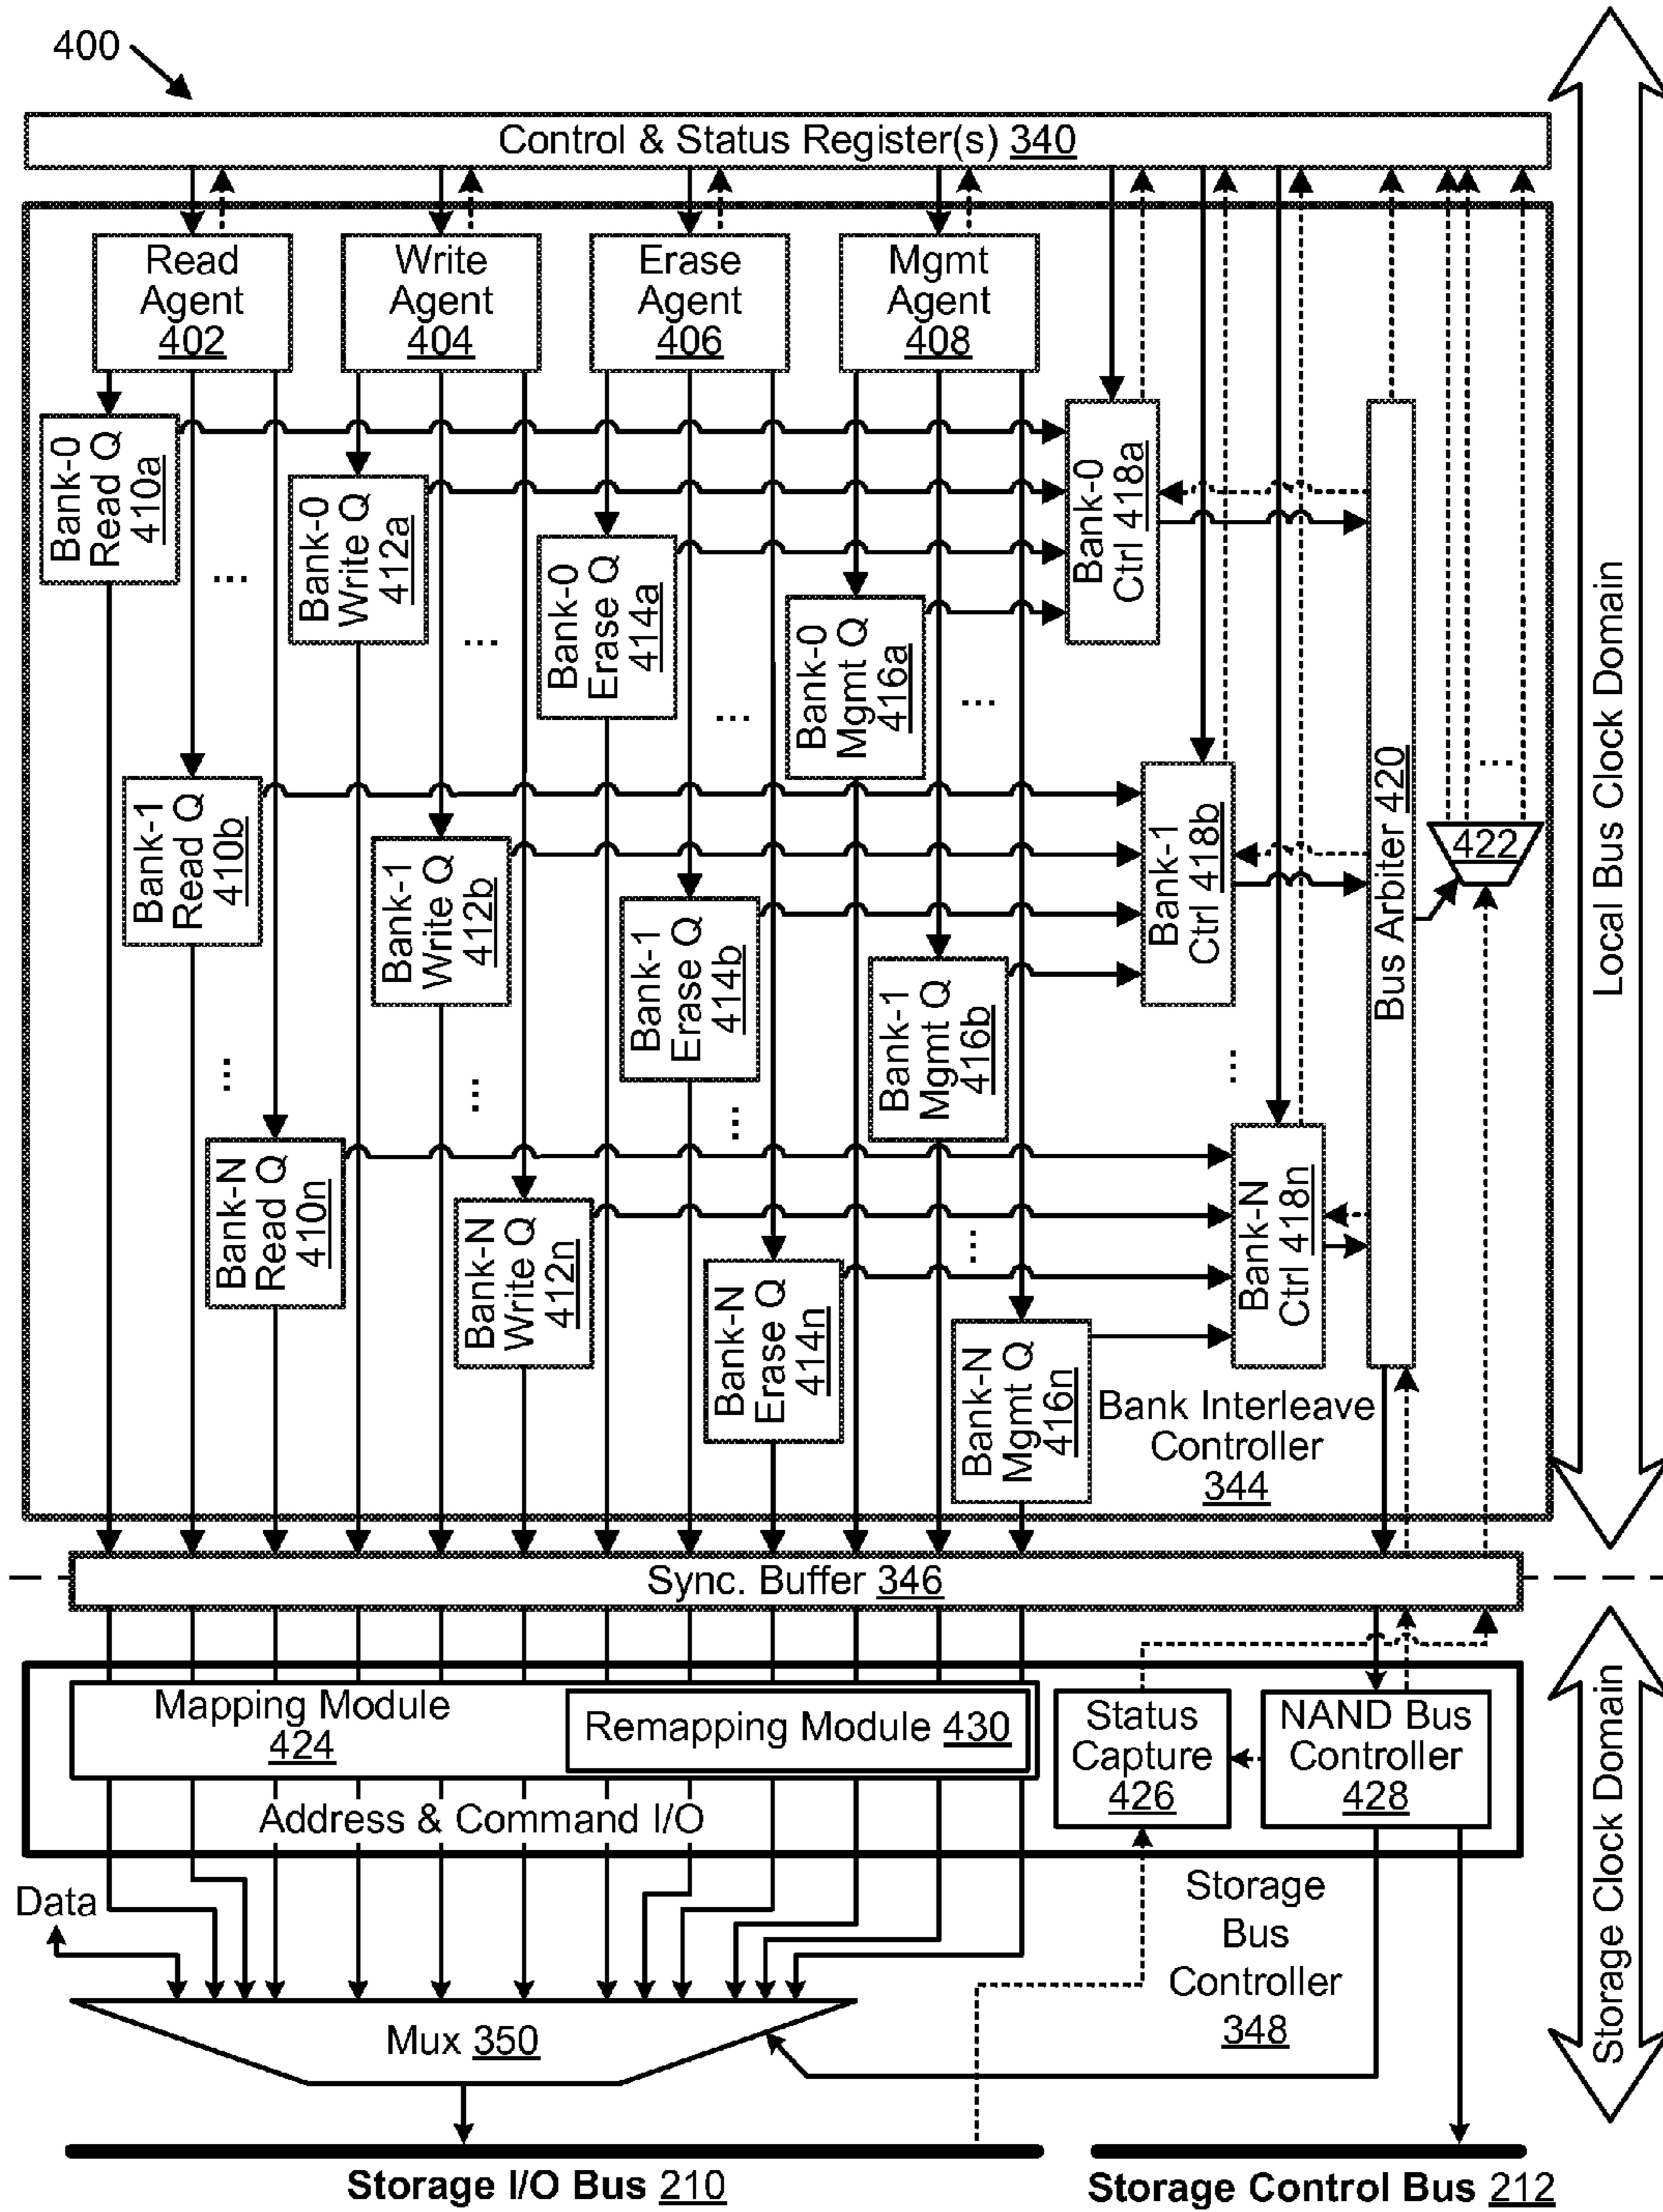 400
Control & Status Register(s) 340
Read
Agent
402
Write
Agent
404
Erase
Agent
406
Mgmt
Agent
408
Bank-0
Read Q
410a
...
Bank-0
Write Q
412a
...
Bank-0
Erase Q
414a
...
Bank-0
Mgmt Q
416a
...
Bank-0
Ctrl 418a
Bank-1
Read Q
410b
...
Bank-1
Write Q
412b
...
Bank-1
Erase Q
414b
...
Bank-1
Mgmt Q
416b
...
Bank-1
Ctrl 418b
...
Bus Arbiter 420
...
422
Bank-N
Read Q
410n
Bank-N
Write Q
412n
Bank-N
Erase Q
414n
Bank-N
Mgmt Q
416n
Bank-N
Ctrl 418n
Bank Interleave
Controller
344
Local Bus Clock Domain
Sync. Buffer 346
Mapping Module
424
Remapping Module 430
Status
Capture
426
NAND Bus
Controller
428
Address & Command I/O
Data
Storage
Bus
Controller
348
Mux 350
Storage Clock Domain
Storage I/O Bus 210
Storage Control Bus 212